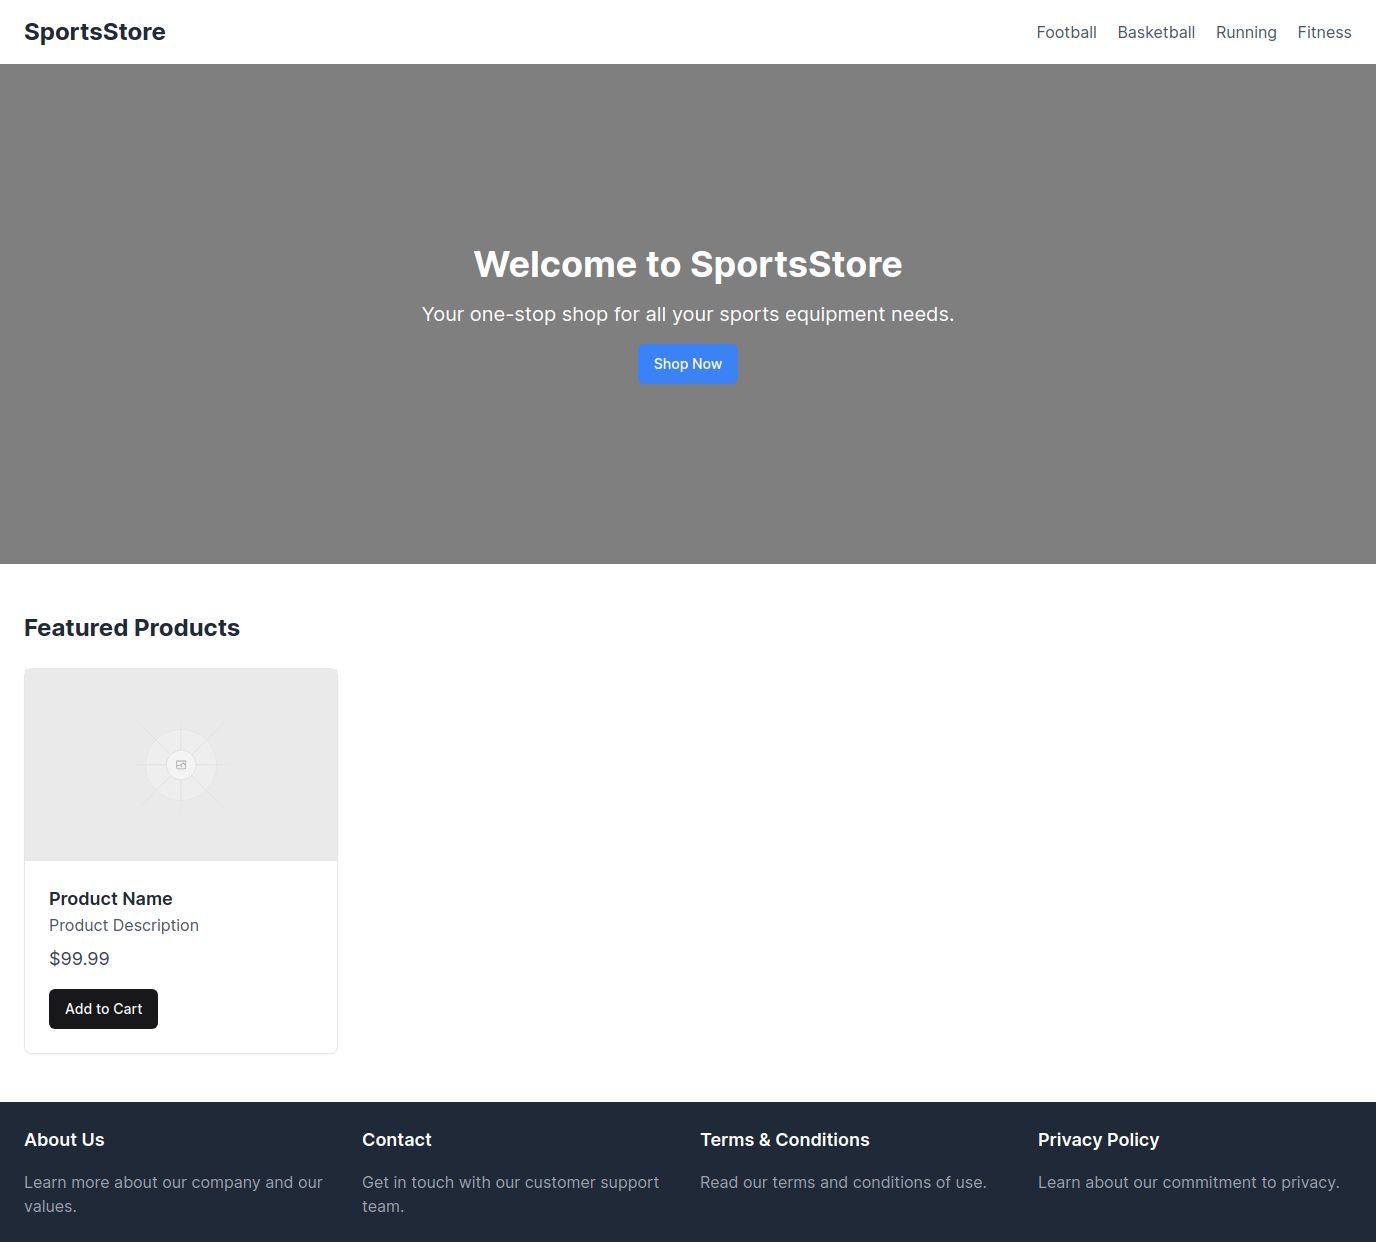 SportsStore
Football Basketball Running Fitness
Welcome to SportsStore
Your one-stop shop for all your sports equipment needs.
Shop Now
Featured Products
Product Name
Product Description
$99.99
Add to Cart
About Us
Learn more about our company and our
values.
Contact
Get in touch with our customer support
team.
Terms & Conditions
Read our terms and conditions of use.
Privacy Policy
Learn about our commitment to privacy.